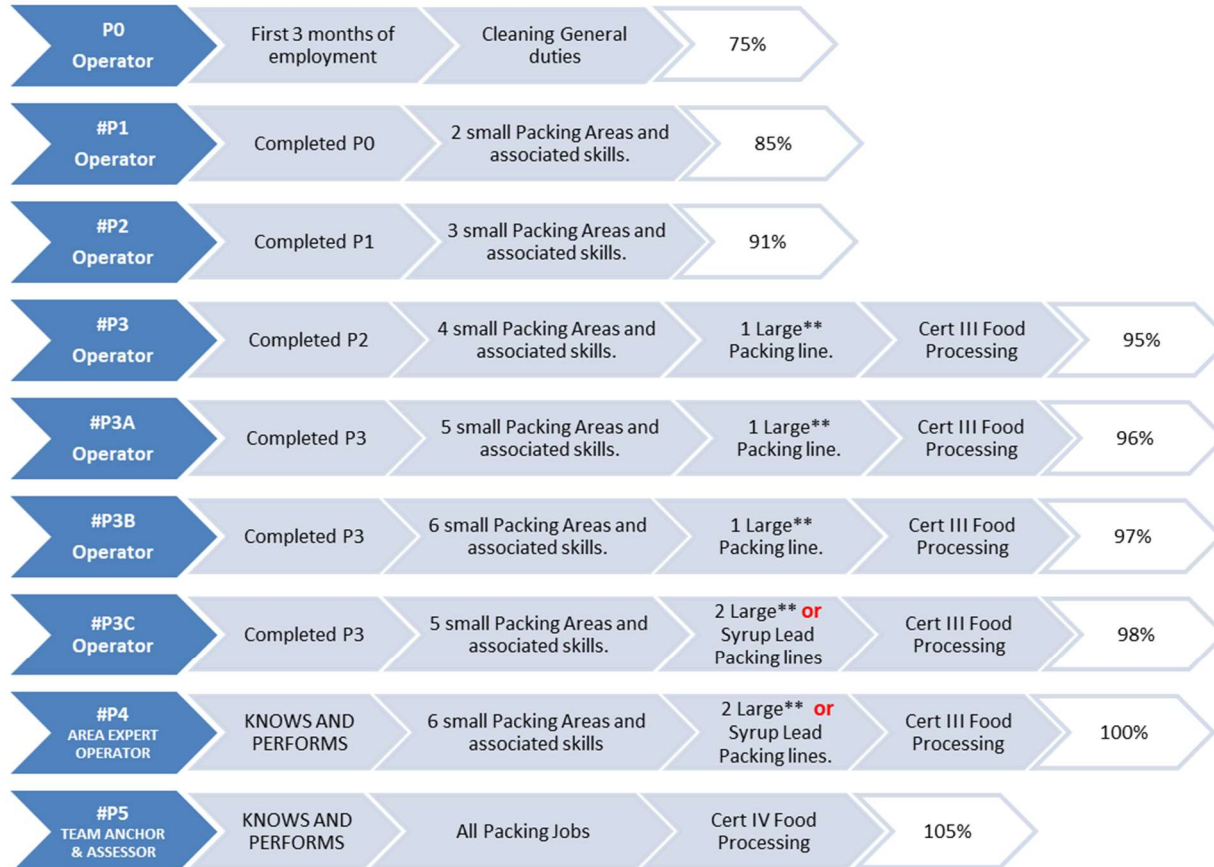 P0
Operator
First 3 months of
employment
Cleaning General
duties
75%
#P1
Operator
Completed P0
2 small Packing Areas and
associated skills.
85%
#P2
Operator
Completed P1
3 small Packing Areas and
associated skills.
91%
#P3
Operator
Completed P2
4 small Packing Areas and
associated skills.
1 Large**
Packing line.
Cert III Food
Processing
95%
#P3A
Operator
Completed P3
5 small Packing Areas and
associated skills.
1 Large**
Packing line.
Cert III Food
Processing
96%
#P3B
Operator
Completed P3
6 small Packing Areas and
associated skills.
1 Large**
Packing line.
Cert III Food
Processing
97%
#P3C
Operator
Completed P3
5 small Packing Areas and
associated skills.
2 Large** or
Syrup Lead
Packing lines
Cert III Food
Processing
98%
#P4
AREA EXPERT
OPERATOR
KNOWS AND
PERFORMS
6 small Packing Areas and
associated skills
2 Large** or
Syrup Lead
Packing lines.
Cert III Food
Processing
100%
#P5
TEAM ANCHOR
& ASSESSOR
KNOWS AND
PERFORMS
All Packing Jobs
Cert IV Food
Processing
105%